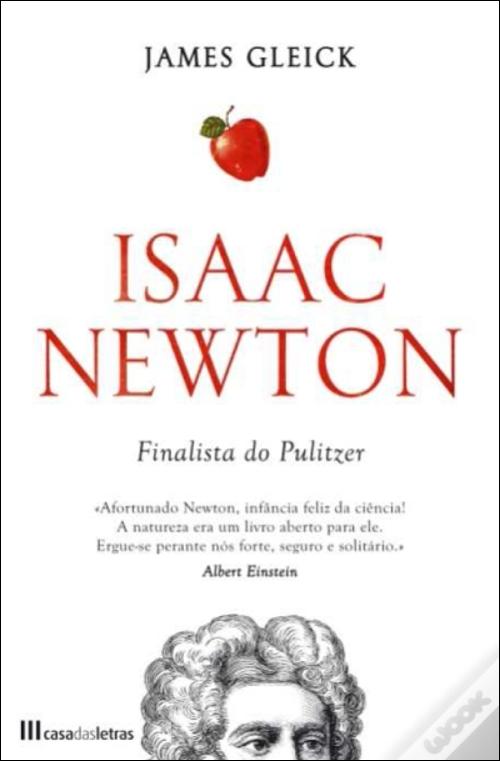 JAMES GLEICK
ISAAC
NEWTON
Finalista do Pulitzer
«Afortunado Newton, infância feliz da ciência!
A natureza era um livro aberto para ele.
Ergue-se perante nós forte, seguro e solitário.»
Albert Einstein
casadasletras
wook